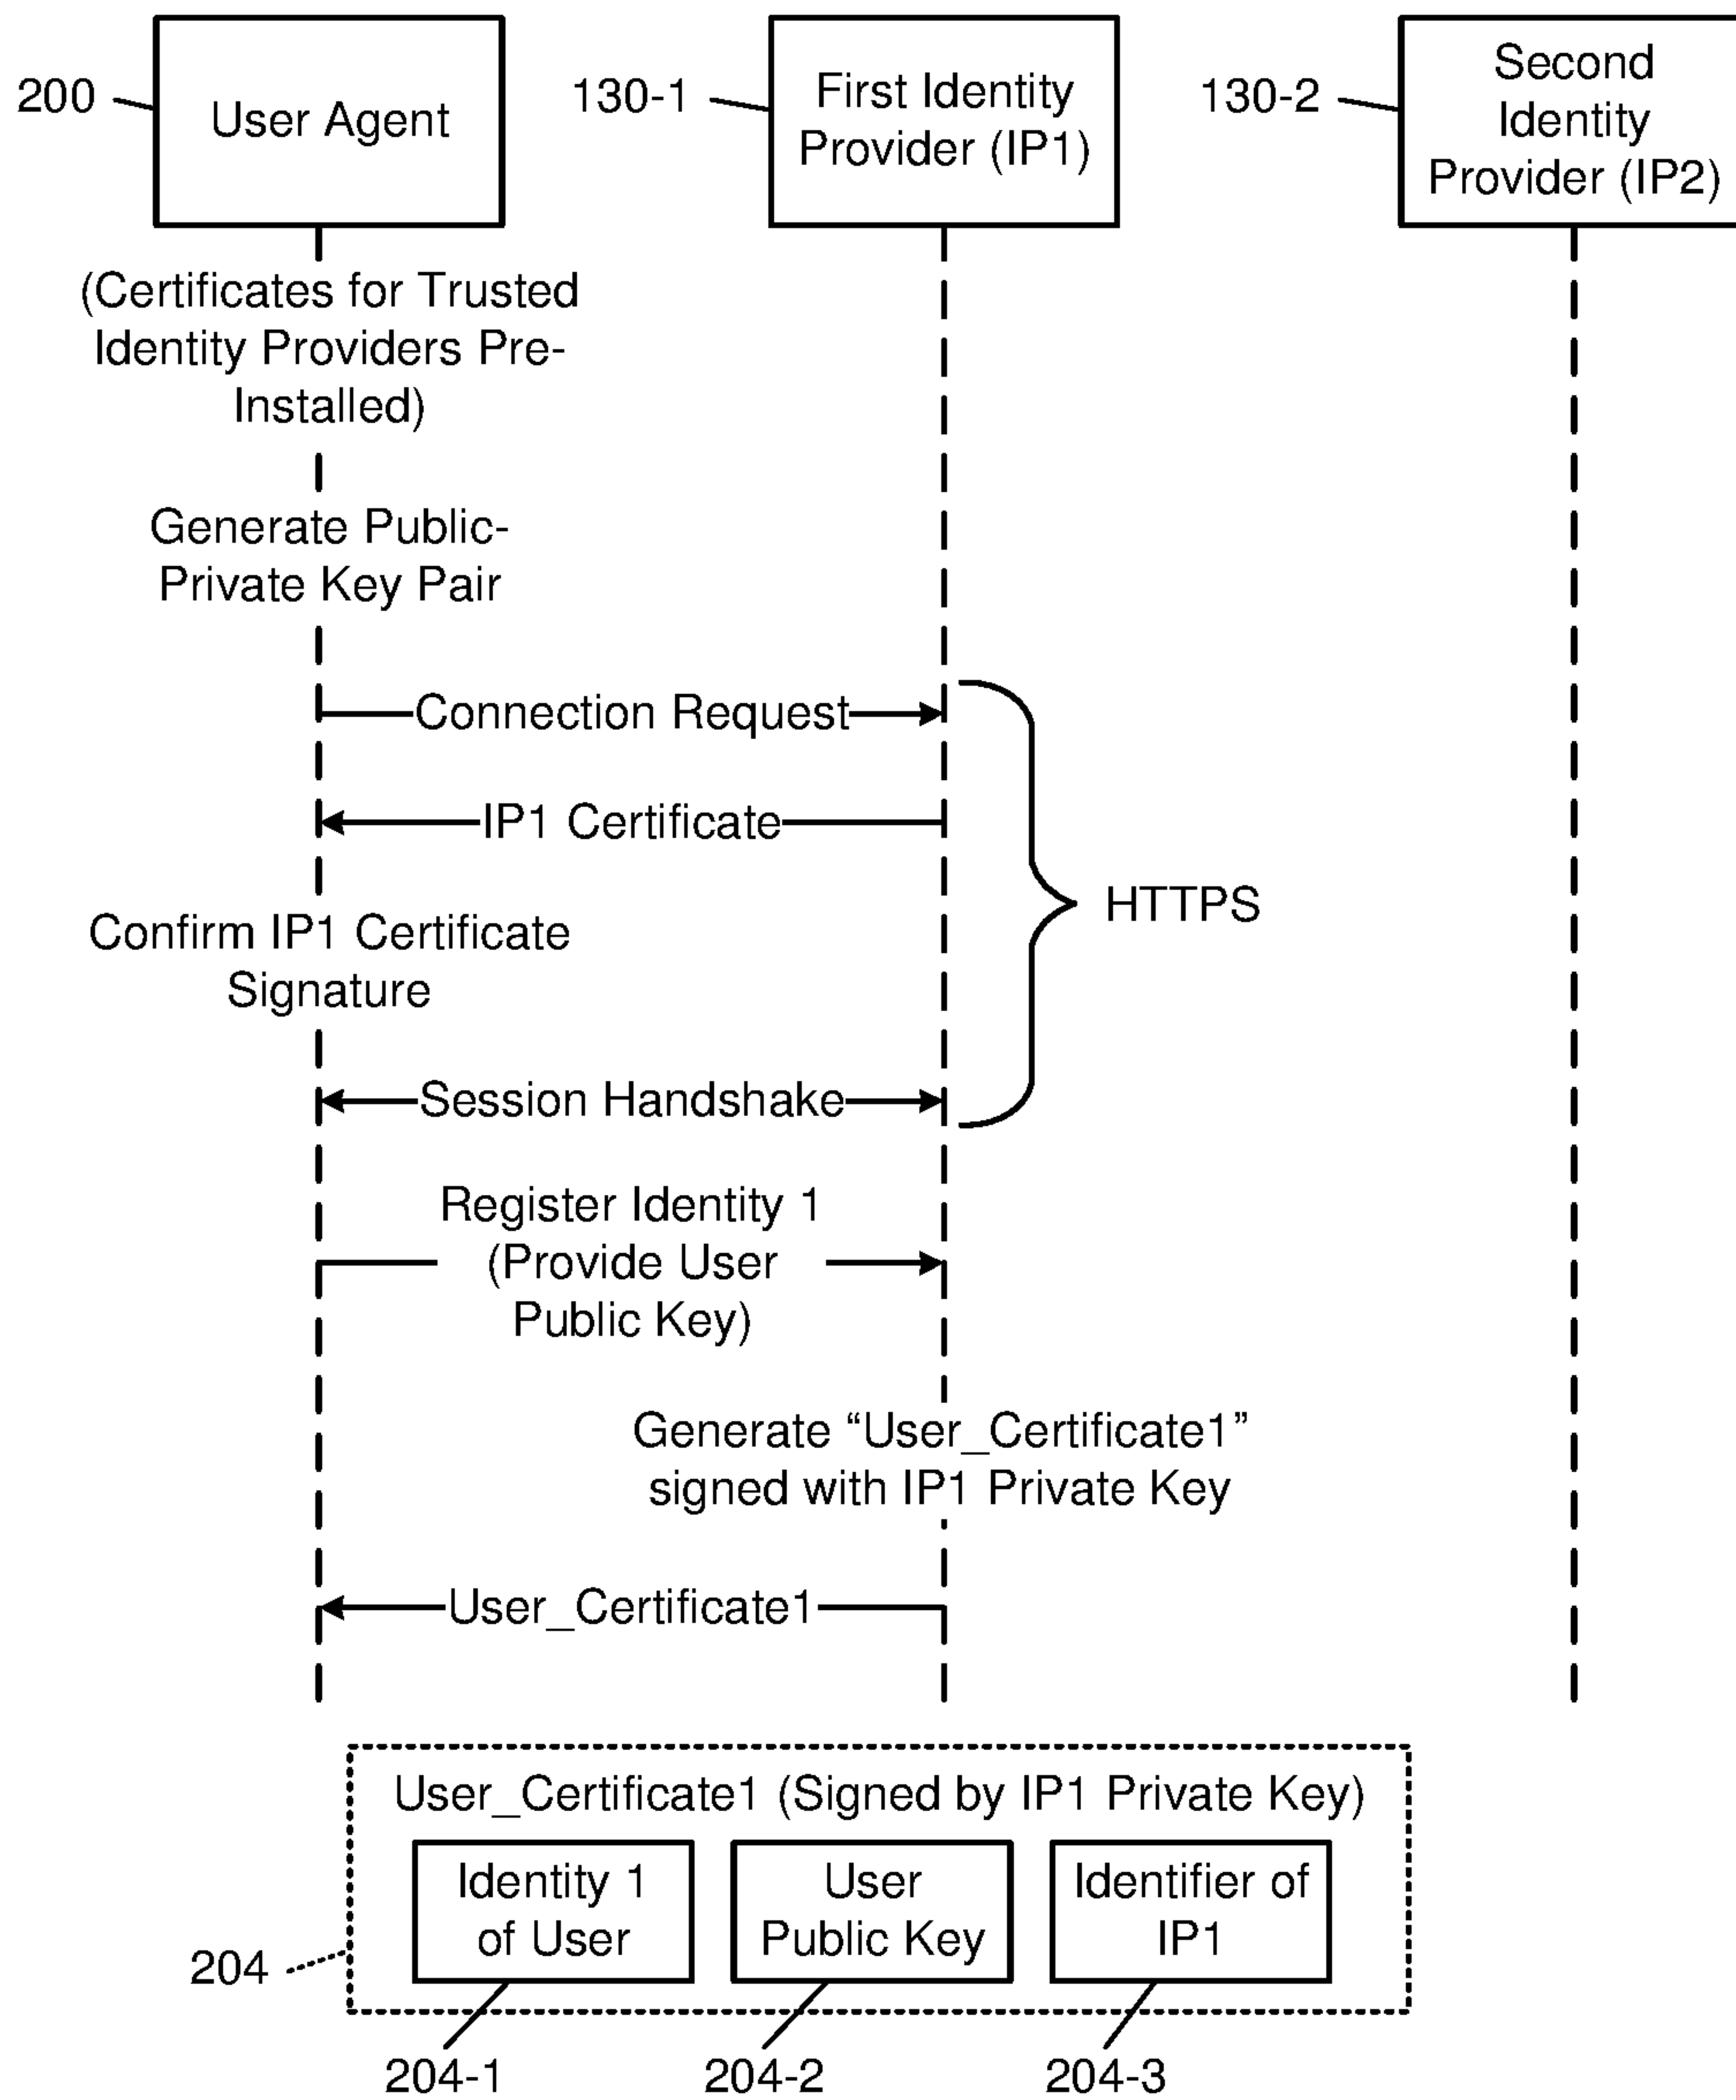 200
User Agent
130-1
First Identity
Provider (IP1)
130-2
Second
Identity
Provider (IP2)
(Certificates for Trusted
Identity Providers Pre-
Installed)
Generate Public-
Private Key Pair
Connection Request
IP1 Certificate
HTTPS
Confirm IP1 Certificate
Signature
Session Handshake
Register Identity 1
(Provide User
Public Key)
Generate “User_Certificate1”
signed with IP1 Private Key
User_Certificate1
User_Certificate1 (Signed by IP1 Private Key)
Identity 1
of User
User
Public Key
Identifier of
IP1
204
204-1
204-2
204-3